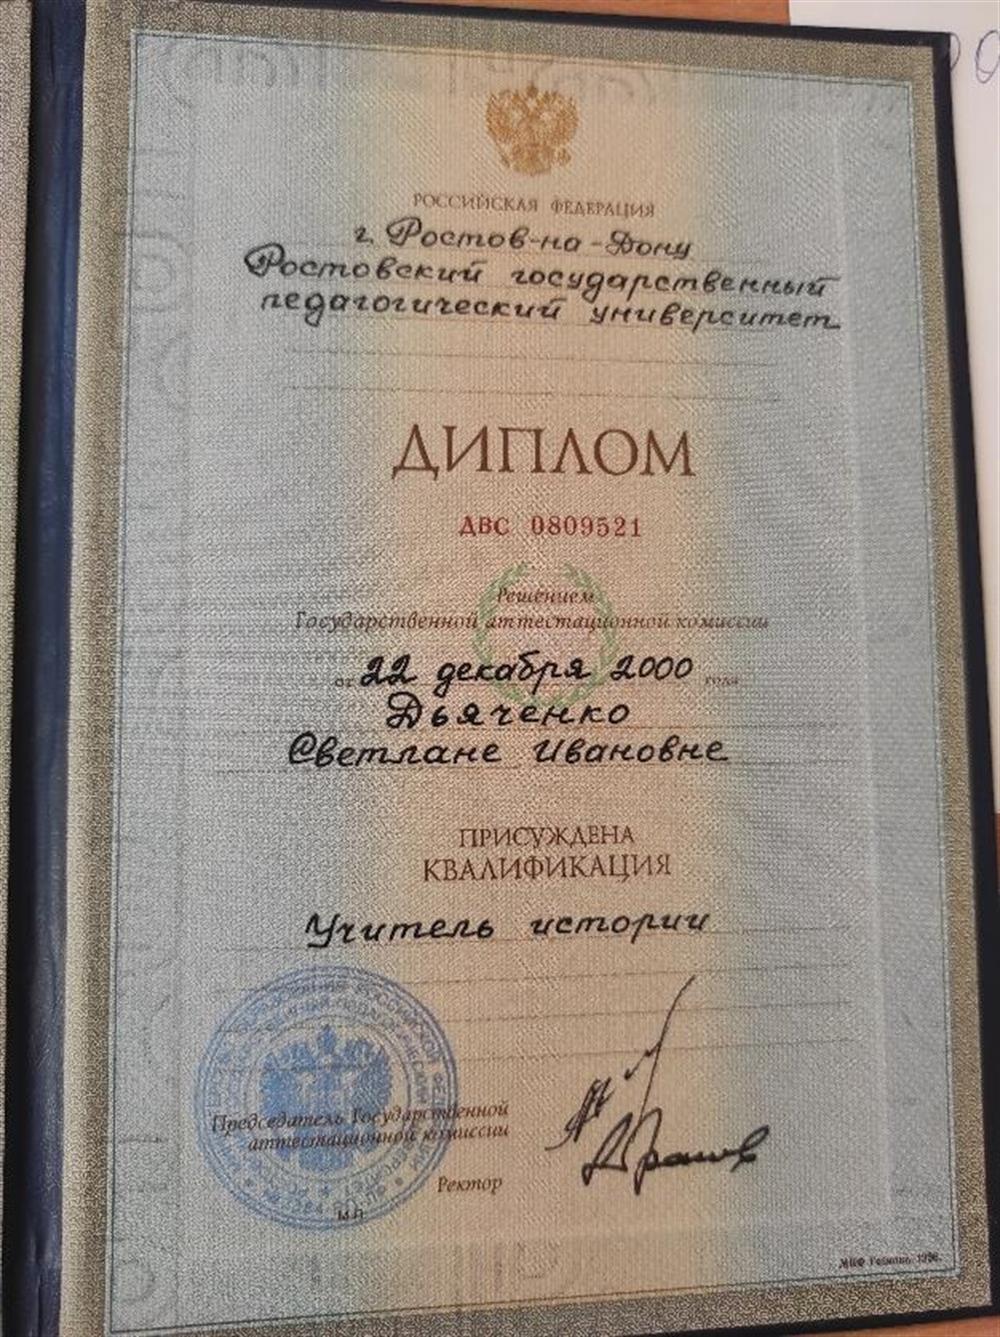 РОССИЙСКАЯ ФЕДЕРАЦИЯ
г. Ростов-на-Дону
Ростовский государственный
педагогический университет
ДИПЛОМ
ДВС 0809521
Решением
Государственной аттестационной комиссии
от 22 декабря 2000 года
Дьяченко
Светлане Ивановне
ПРИСУЖДЕНА
КВАЛИФИКАЦИЯ
Учитель истории
Председатель Государственной
аттестационной комиссии
Ректор
М.П.